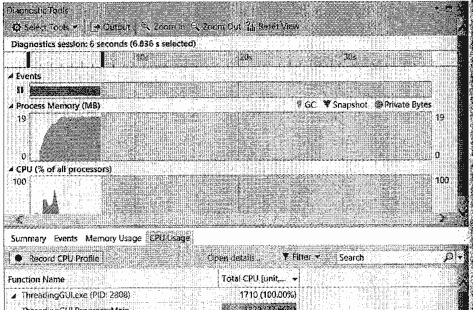 Diagnostic Tools
Select Tools Output Zoom In Zoom Out Reset View
Diagnostics session: 6 seconds (6.836 s selected)
10s 20s 30s
Events
Process Memory (MB) GC Snapshot Private Bytes
19 19
0 0
CPU (% of all processors)
100 100
Summary Events Memory Usage CPU Usage
Record CPU Profile Open details... Filter Search
Function Name Total CPU [unit,...
ThreadingGUI.exe (PID: 2808) 1710 (100.00%)